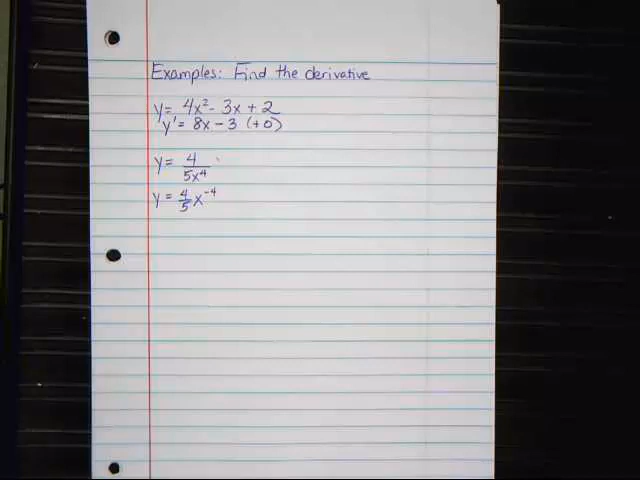 Examples: Find the derivative
y = 4x² - 3x + 2
y' = 8x - 3 (+0)
y = 4/5x⁴
y = 4/5 x⁻⁴